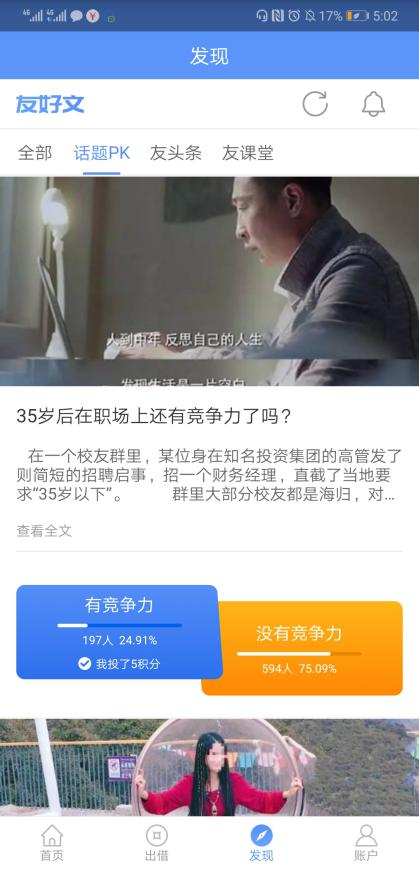 4G 4G 17% 5:02
发现
友好文
全部 话题PK 友头条 友课堂
人到中年 反思自己的人生
发现生活是一片空白
35岁后在职场上还有竞争力了吗?
在一个校友群里，某位身在知名投资集团的高管发了
则简短的招聘启事，招一个财务经理，直截了当地要
求“35岁以下”。 群里大部分校友都是海归，对...
查看全文
有竞争力
197人 24.91%
我投了5积分
没有竞争力
594人 75.09%
首页 出借 发现 账户